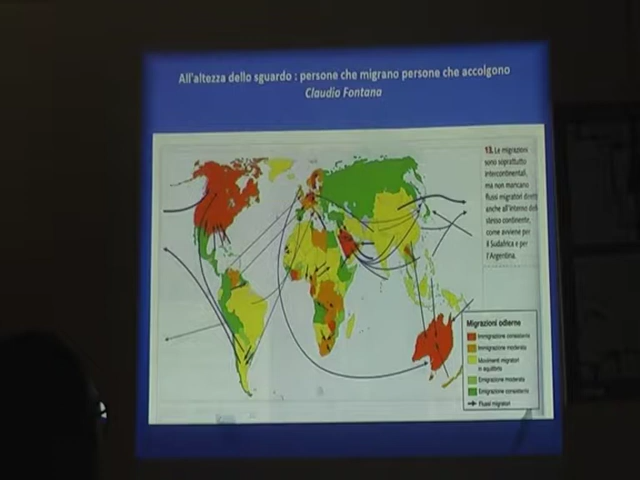 All'altezza dello sguardo : persone che migrano persone che accolgono
Claudia Fontana
13. Le migrazioni
sono soprattutto
intercontinentali,
ma non mancano
flussi migratori diretti
anche all'interno dello
stesso continente,
come avviene per
il Sudafrica e per
l'Argentina.
Migrazioni odierne
Immigrazione consistente
Immigrazione moderata
Movimenti migratori
in equilibrio
Emigrazione moderata
Emigrazione consistente
Flussi migratori